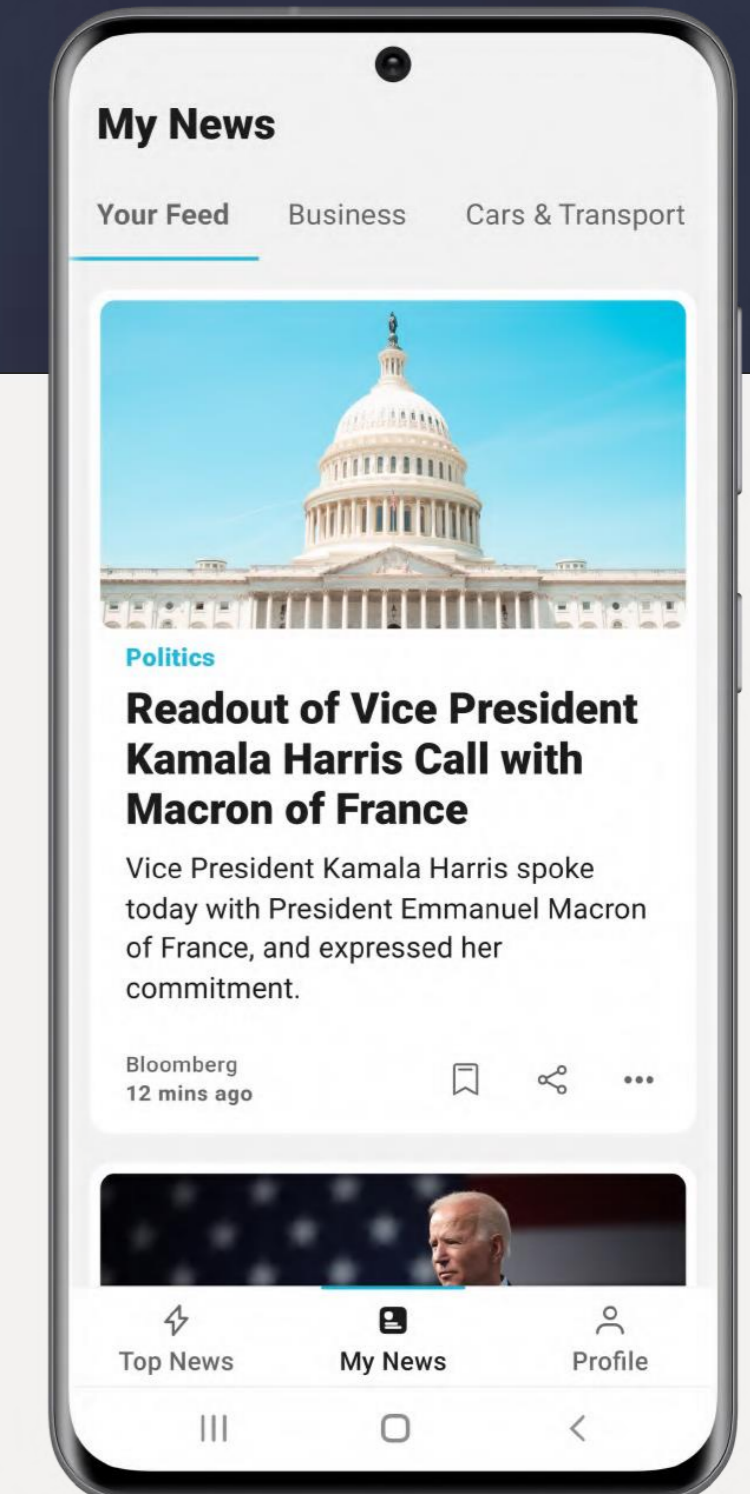 My News
Your Feed
Business
Cars & Transport
Politics
Readout of Vice President
Kamala Harris Call with
Macron of France
Vice President Kamala Harris spoke
today with President Emmanuel Macron
of France, and expressed her
commitment.
Bloomberg
12 mins ago
Top News
My News
Profile